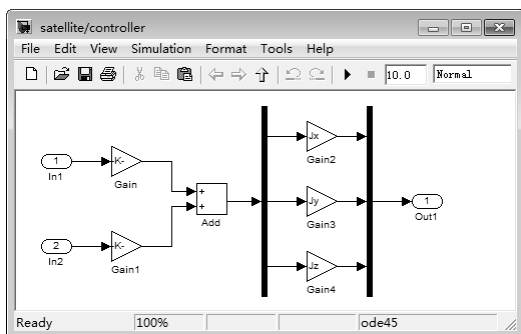 satellite/controller
File Edit View Simulation Format Tools Help
10.0 Normal
1
In1
-K-
Gain
2
In2
-K-
Gain1
+
+
Add
Jx
Gain2
Jy
Gain3
Jz
Gain4
1
Out1
Ready 100% ode45